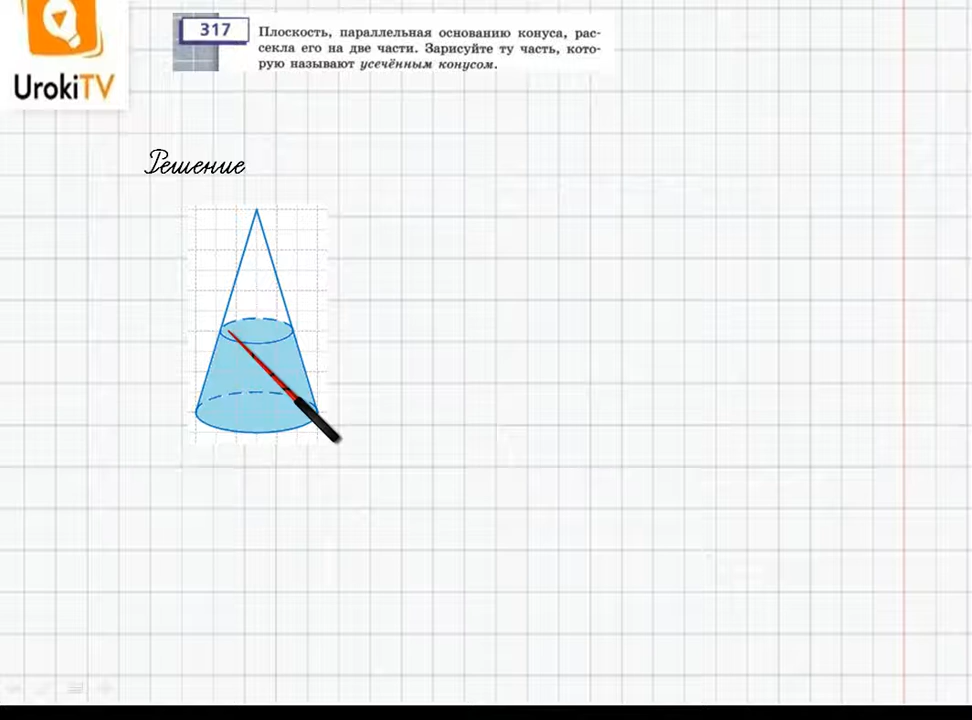 UrokiTV
317
Плоскость, параллельная основанию конуса, рас-
секла его на две части. Зарисуйте ту часть, кото-
рую называют усечённым конусом.
Решение